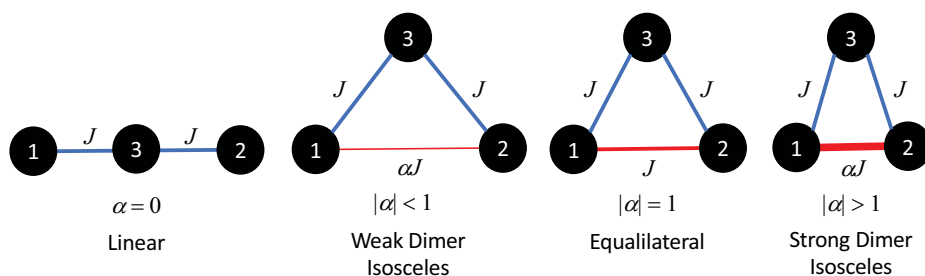 1 J 3 J 2
α = 0
Linear
3
J J
1 2
αJ
|α| < 1
Weak Dimer
Isosceles
3
J J
1 2
J
|α| = 1
Equalilateral
3
J J
1 2
αJ
|α| > 1
Strong Dimer
Isosceles